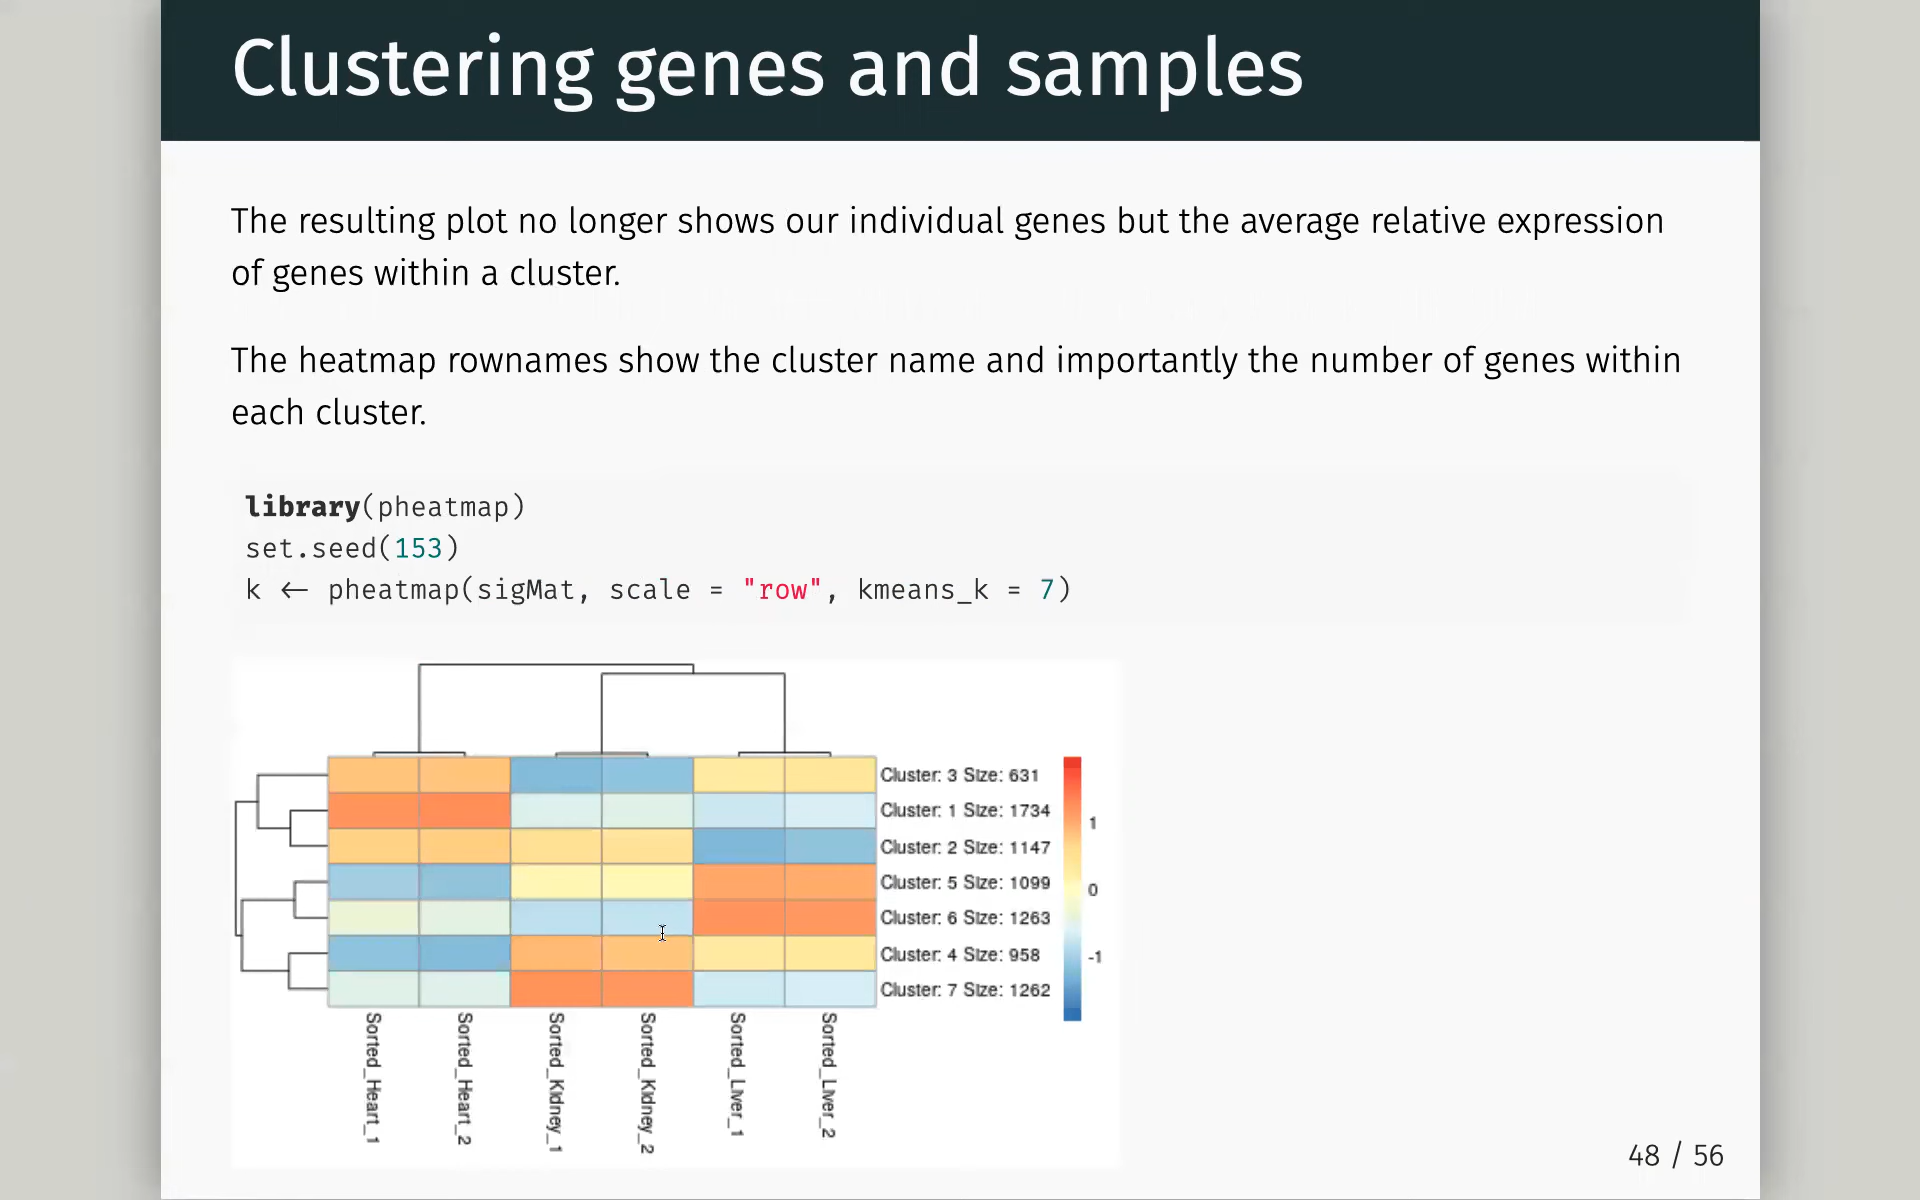 Clustering genes and samples
The resulting plot no longer shows our individual genes but the average relative expression
of genes within a cluster.
The heatmap rownames show the cluster name and importantly the number of genes within
each cluster.
library(pheatmap)
set.seed(153)
k <- pheatmap(sigMat, scale = "row", kmeans_k = 7)
Cluster: 3 Size: 631
Cluster: 1 Size: 1734
Cluster: 2 Size: 1147
Cluster: 5 Size: 1099
Cluster: 6 Size: 1263
Cluster: 4 Size: 958
Cluster: 7 Size: 1262
1
0
-1
Sorted_Heart_1
Sorted_Heart_2
Sorted_Kidney_1
Sorted_Kidney_2
Sorted_Liver_1
Sorted_Liver_2
48 / 56